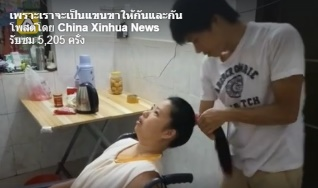 เพราะเราจะเป็นแขนขาให้กันและกัน
โพสต์โดย China Xinhua News
รับชม 5,205 ครั้ง